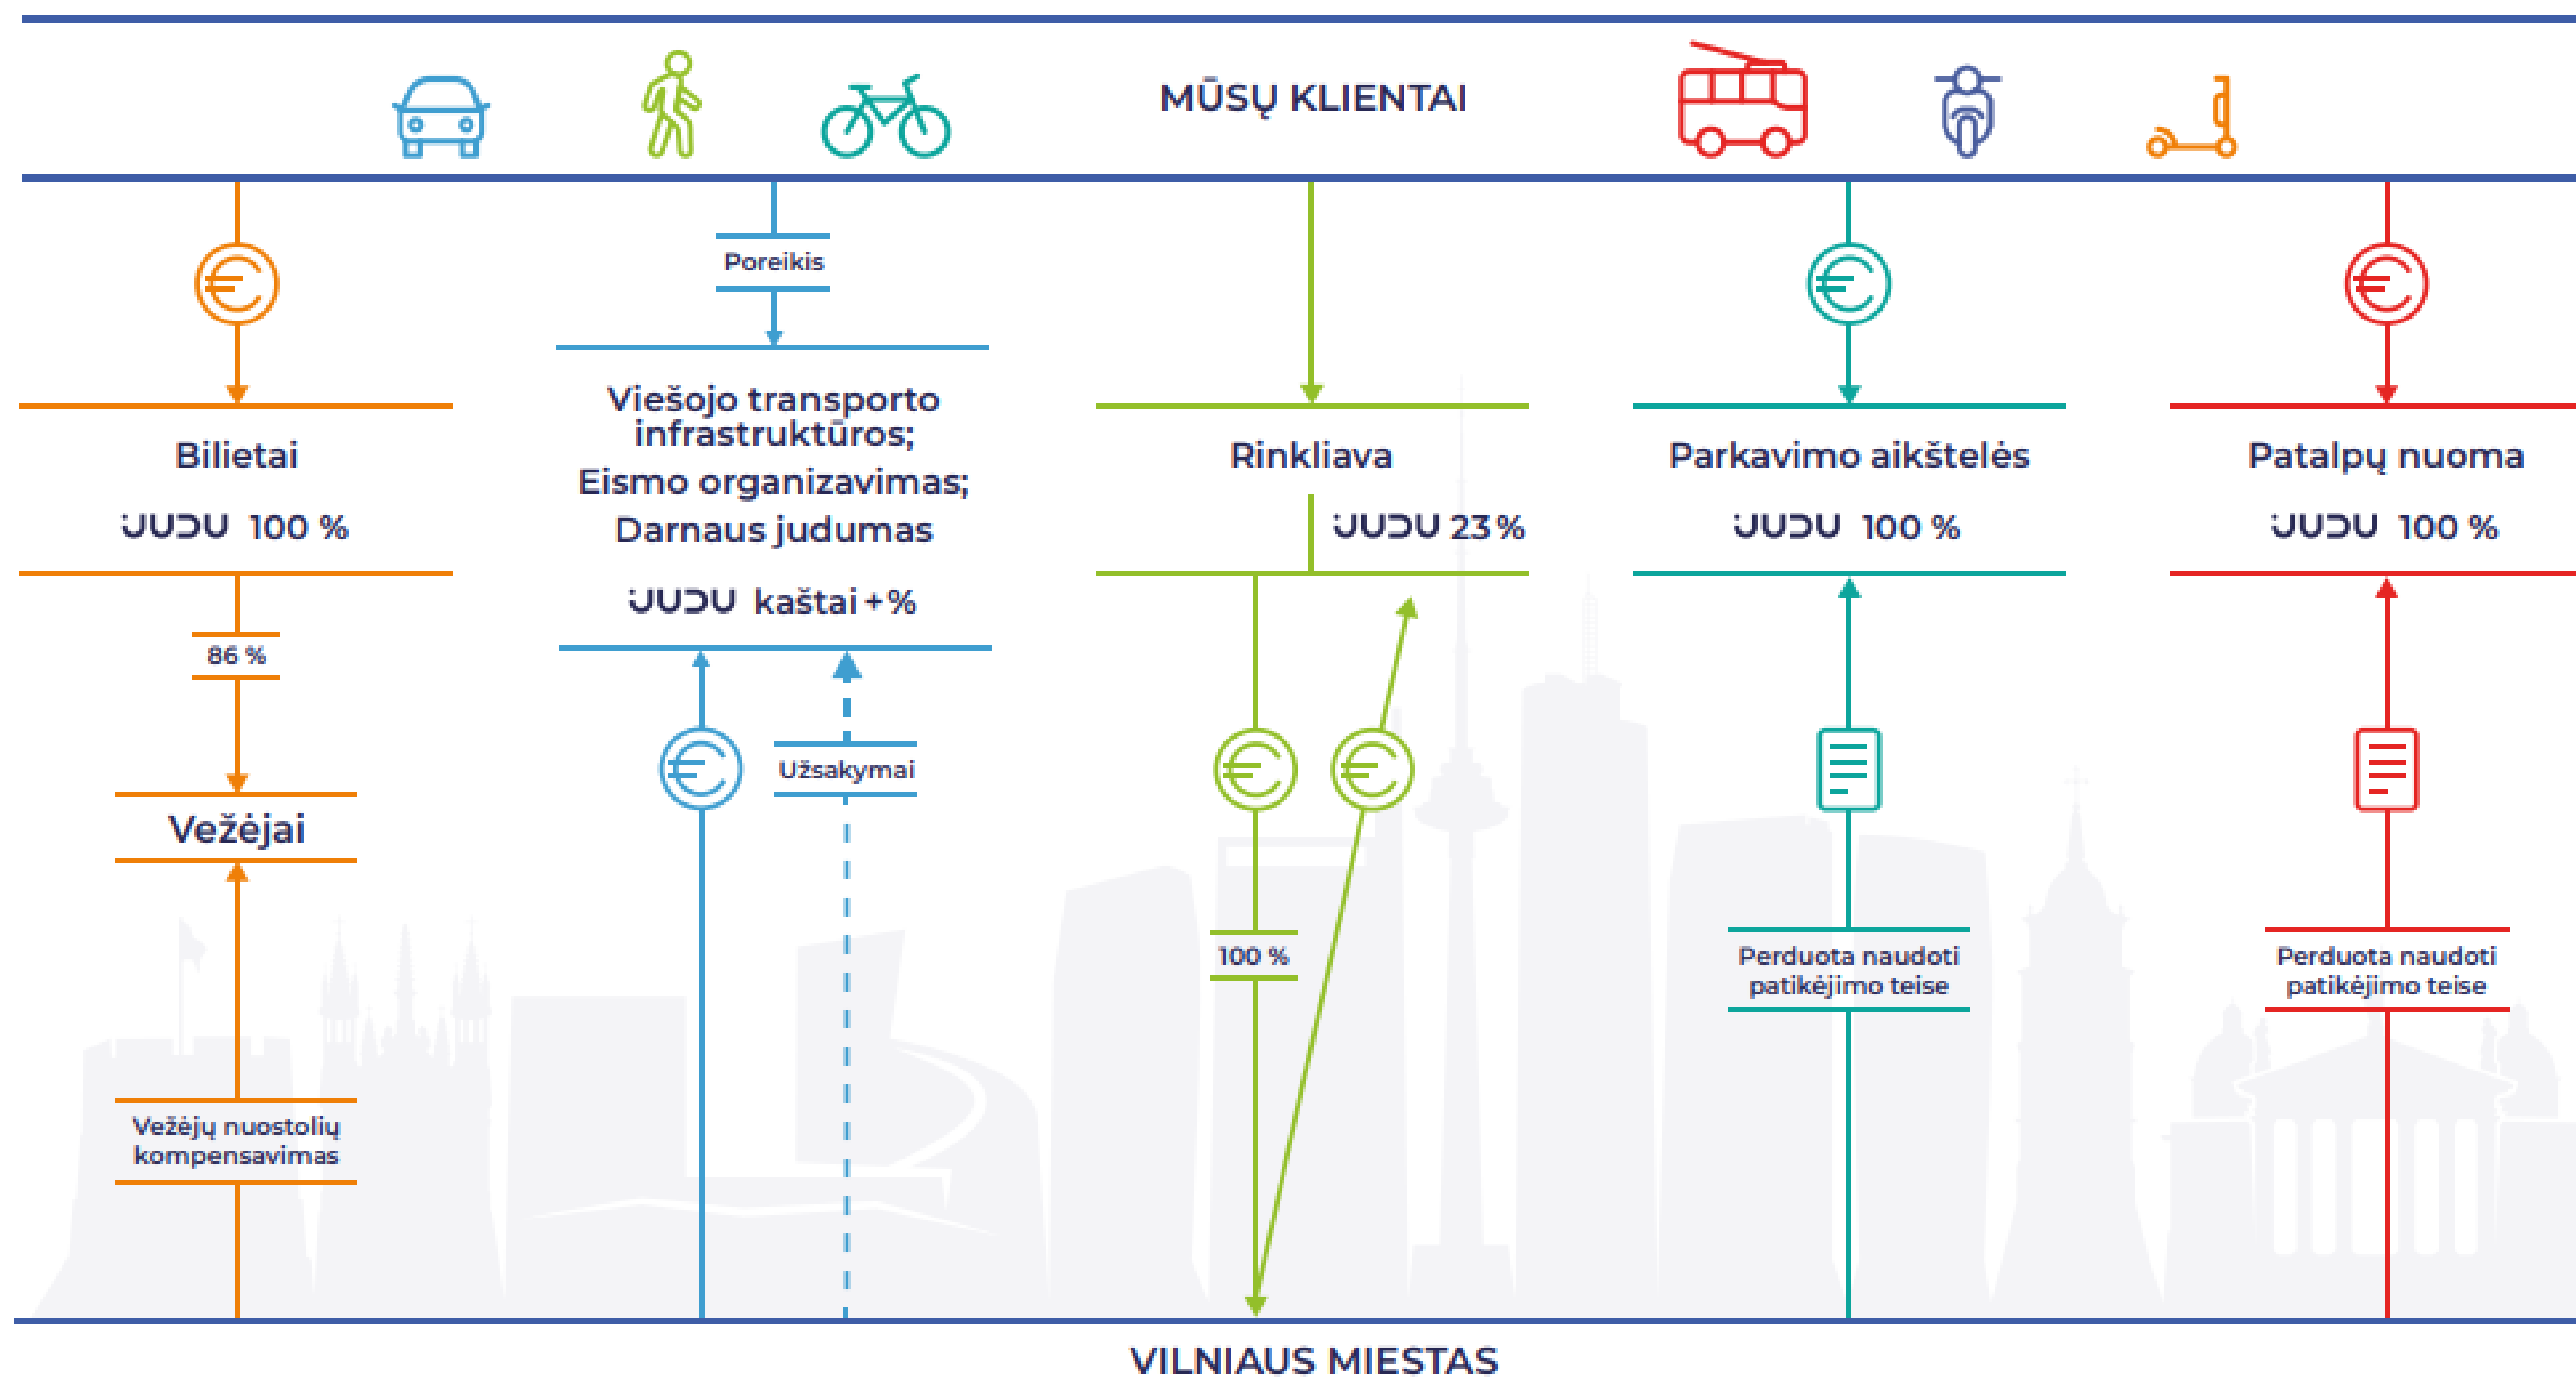 MŪSŲ KLIENTAI
Poreikis
Bilietai
JUDU 100 %
86 %
Vežėjai
Vežėjų nuostolių
kompensavimas
Viešojo transporto
infrastruktūros;
Eismo organizavimas;
Darnaus judumas
JUDU kaštai +%
Užsakymai
Rinkliava
JUDU 23 %
100 %
Parkavimo aikštelės
JUDU 100 %
Perduota naudoti
patikėjimo teise
Patalpų nuoma
JUDU 100 %
Perduota naudoti
patikėjimo teise
VILNIAUS MIESTAS